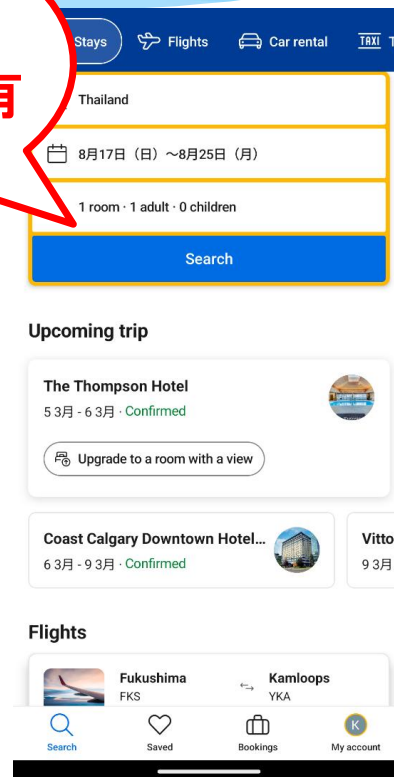 Stays Flights Car rental TAXI
Thailand
8月17日（日）～8月25日（月）
1 room · 1 adult · 0 children
Search
Upcoming trip
The Thompson Hotel
5 3月 - 6 3月 · Confirmed
Upgrade to a room with a view
Coast Calgary Downtown Hotel... Vitto
6 3月 - 9 3月 · Confirmed 9 3月
Flights
Fukushima Kamloops
FKS YKA
Search Saved Bookings My account
K